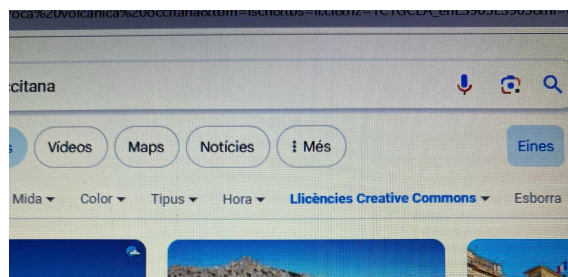 ccitana
Vídeos Maps Notícies Més Eines
Mida Color Tipus Hora Llicències Creative Commons Esborra